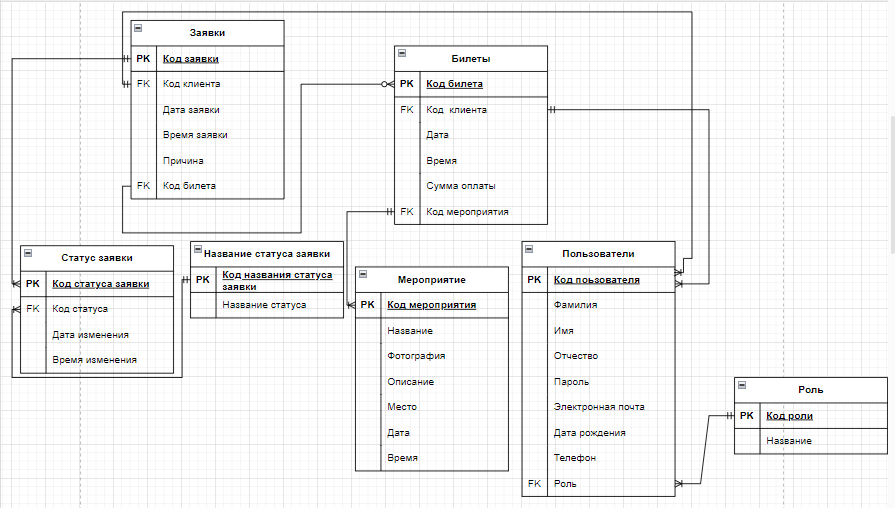 Заявки
PK Код заявки
FK Код клиента
Дата заявки
Время заявки
Причина
FK Код билета
Билеты
PK Код билета
FK Код клиента
Дата
Время
Сумма оплаты
FK Код мероприятия
Статус заявки
PK Код статуса заявки
FK Код статуса
Дата изменения
Время изменения
Название статуса заявки
PK Код названия статуса
заявки
Название статуса
Мероприятие
PK Код мероприятия
Название
Фотография
Описание
Место
Дата
Время
Пользователи
PK Код пользователя
Фамилия
Имя
Отчество
Пароль
Электронная почта
Дата рождения
Телефон
FK Роль
Роль
PK Код роли
Название